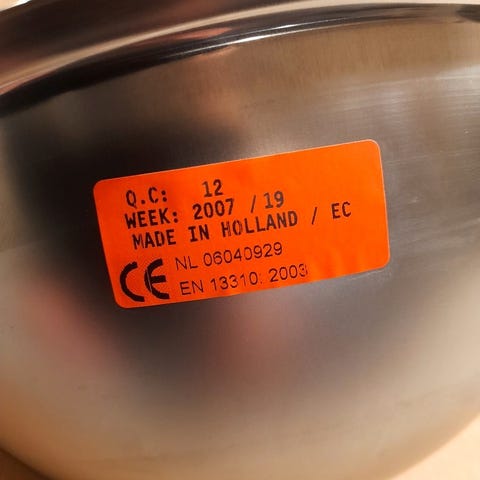 Q.C: 12
WEEK: 2007 / 19
MADE IN HOLLAND / EC
CE NL 06040929
EN 13310: 2003